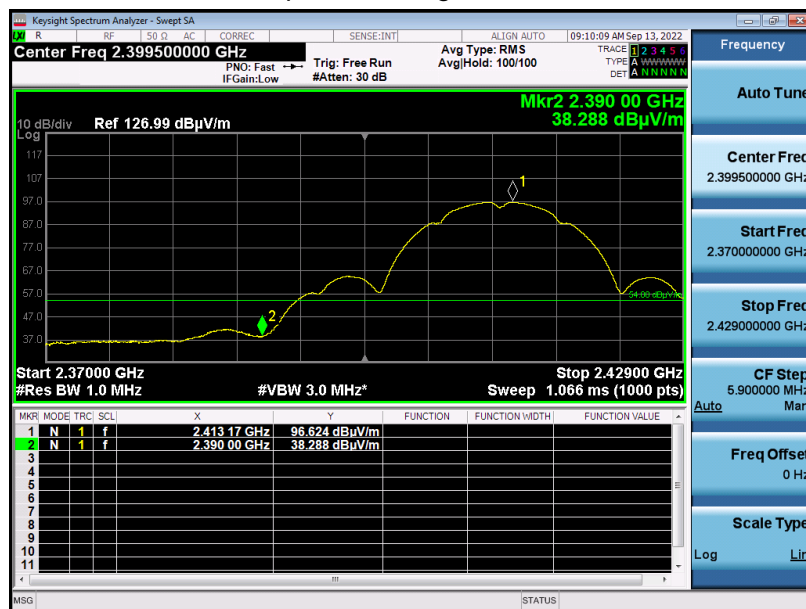 Keysight Spectrum Analyzer - Swept SA
LXI R RF 50 Ω AC CORREC SENSE:INT ALIGN AUTO 09:10:09 AM Sep 13, 2022
Center Freq 2.399500000 GHz
PNO: Fast
IFGain:Low
Trig: Free Run
#Atten: 30 dB
Avg Type: RMS
Avg|Hold: 100/100
TRACE 1 2 3 4 5 6
TYPE A WWWWW
DET A N N N N N
Mkr2 2.390 00 GHz
38.288 dBµV/m
10 dB/div Ref 126.99 dBµV/m
Log
117
107
97.0
87.0
77.0
67.0
57.0
47.0
37.0
1
2
54.00 dBµV/m
Start 2.37000 GHz Stop 2.42900 GHz
#Res BW 1.0 MHz #VBW 3.0 MHz* Sweep 1.066 ms (1000 pts)
MKR MODE TRC SCL X Y FUNCTION FUNCTION WIDTH FUNCTION VALUE
1 N 1 f 2.413 17 GHz 96.624 dBµV/m
2 N 1 f 2.390 00 GHz 38.288 dBµV/m
3
4
5
6
7
8
9
10
11
MSG STATUS
Frequency
Auto Tune
Center Freq
2.399500000 GHz
Start Freq
2.370000000 GHz
Stop Freq
2.429000000 GHz
CF Step
5.900000 MHz
Auto Man
Freq Offset
0 Hz
Scale Type
Log Lin